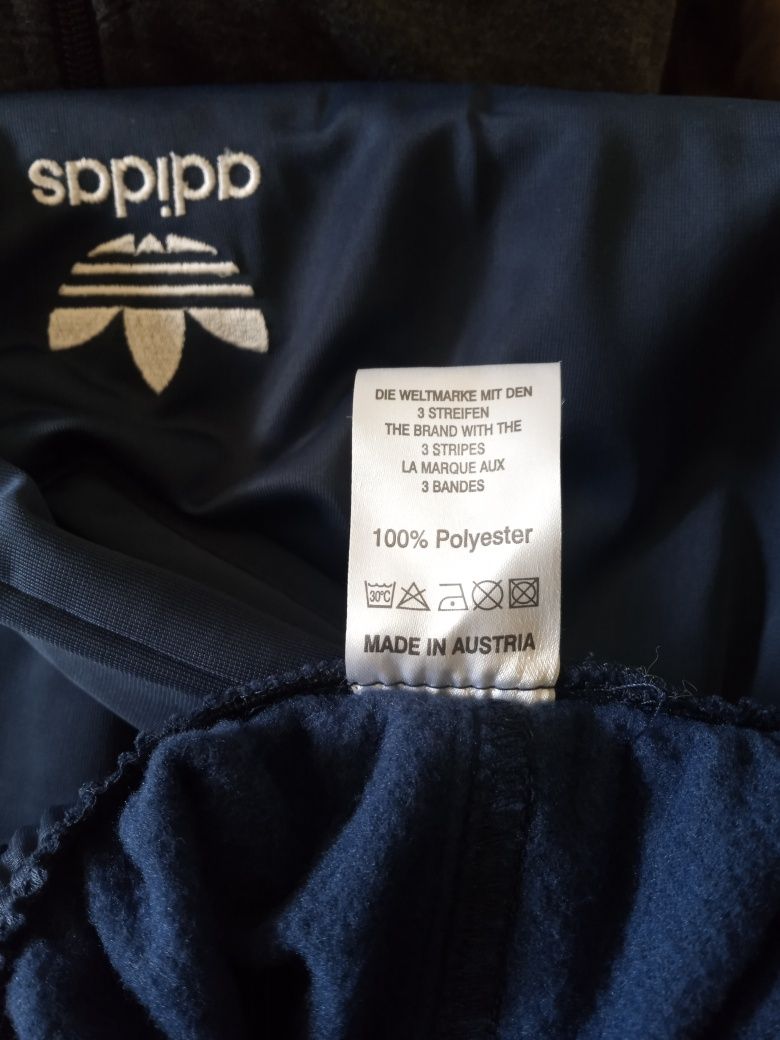 adidas
DIE WELTMARKE MIT DEN
3 STREIFEN
THE BRAND WITH THE
3 STRIPES
LA MARQUE AUX
3 BANDES
100% Polyester
30°C
MADE IN AUSTRIA